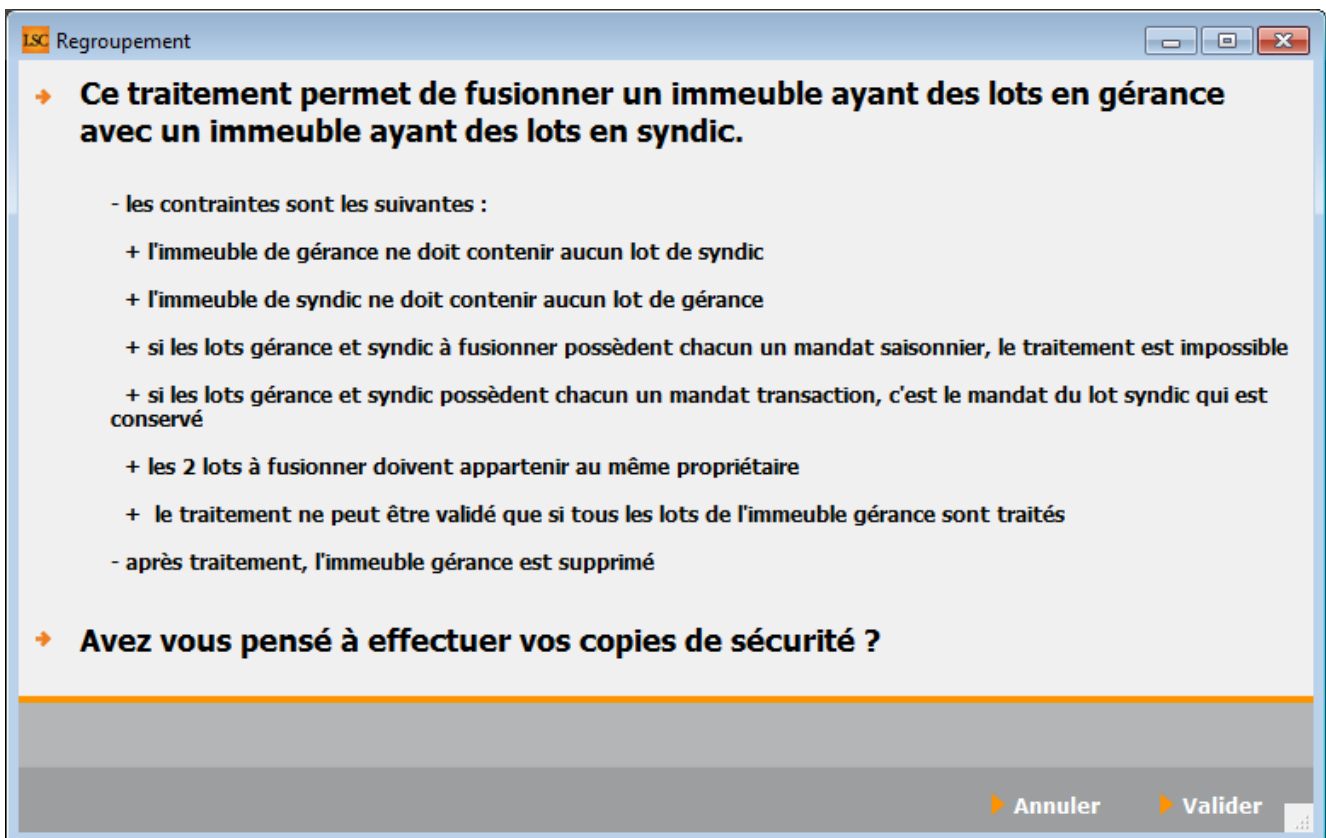 LSC Regroupement
Ce traitement permet de fusionner un immeuble ayant des lots en gérance
avec un immeuble ayant des lots en syndic.
- les contraintes sont les suivantes :
+ l'immeuble de gérance ne doit contenir aucun lot de syndic
+ l'immeuble de syndic ne doit contenir aucun lot de gérance
+ si les lots gérance et syndic à fusionner possèdent chacun un mandat saisonnier, le traitement est impossible
+ si les lots gérance et syndic possèdent chacun un mandat transaction, c'est le mandat du lot syndic qui est
conservé
+ les 2 lots à fusionner doivent appartenir au même propriétaire
+ le traitement ne peut être validé que si tous les lots de l'immeuble gérance sont traités
- après traitement, l'immeuble gérance est supprimé
Avez vous pensé à effectuer vos copies de sécurité ?
Annuler Valider